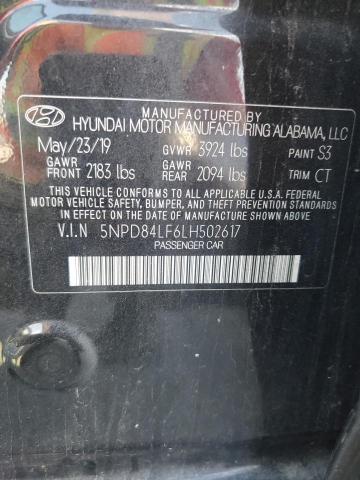 MANUFACTURED BY
HYUNDAI MOTOR MANUFACTURING ALABAMA, LLC
May/23/19 GVWR 3924 lbs PAINT S3
GAWR FRONT 2183 lbs GAWR REAR 2094 lbs TRIM CT
THIS VEHICLE CONFORMS TO ALL APPLICABLE U.S.A. FEDERAL
MOTOR VEHICLE SAFETY, BUMPER, AND THEFT PREVENTION STANDARDS
IN EFFECT ON THE DATE OF MANUFACTURE SHOWN ABOVE.
V.I.N 5NPD84LF6LH502617
PASSENGER CAR